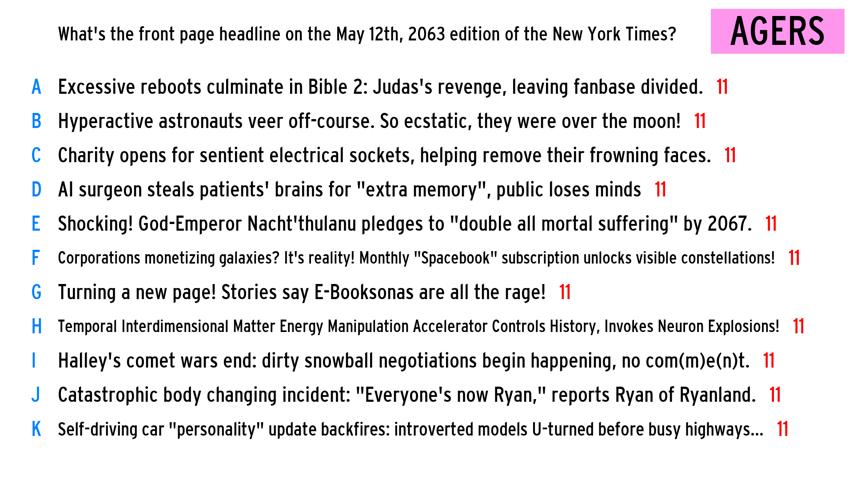 What's the front page headline on the May 12th, 2063 edition of the New York Times? AGERS
A Excessive reboots culminate in Bible 2: Judas's revenge, leaving fanbase divided. 11
B Hyperactive astronauts veer off-course. So ecstatic, they were over the moon! 11
C Charity opens for sentient electrical sockets, helping remove their frowning faces. 11
D AI surgeon steals patients' brains for "extra memory", public loses minds 11
E Shocking! God-Emperor Nacht'thulanu pledges to "double all mortal suffering" by 2067. 11
F Corporations monetizing galaxies? It's reality! Monthly "Spacebook" subscription unlocks visible constellations! 11
G Turning a new page! Stories say E-Booksonas are all the rage! 11
H Temporal Interdimensional Matter Energy Manipulation Accelerator Controls History, Invokes Neuron Explosions! 11
I Halley's comet wars end: dirty snowball negotiations begin happening, no com(m)e(n)t. 11
J Catastrophic body changing incident: "Everyone's now Ryan," reports Ryan of Ryanland. 11
K Self-driving car "personality" update backfires: introverted models U-turned before busy highways... 11